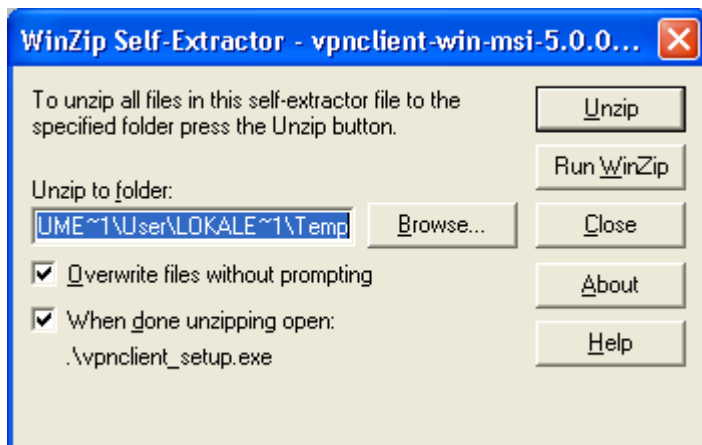 WinZip Self-Extractor - vpnclient-win-msi-5.0.0...
To unzip all files in this self-extractor file to the
specified folder press the Unzip button.
Unzip
Run WinZip
Unzip to folder:
UME~1\User\LOKALE~1\Temp
Browse...
Close
Overwrite files without prompting
About
When done unzipping open:
.\vpnclient_setup.exe
Help